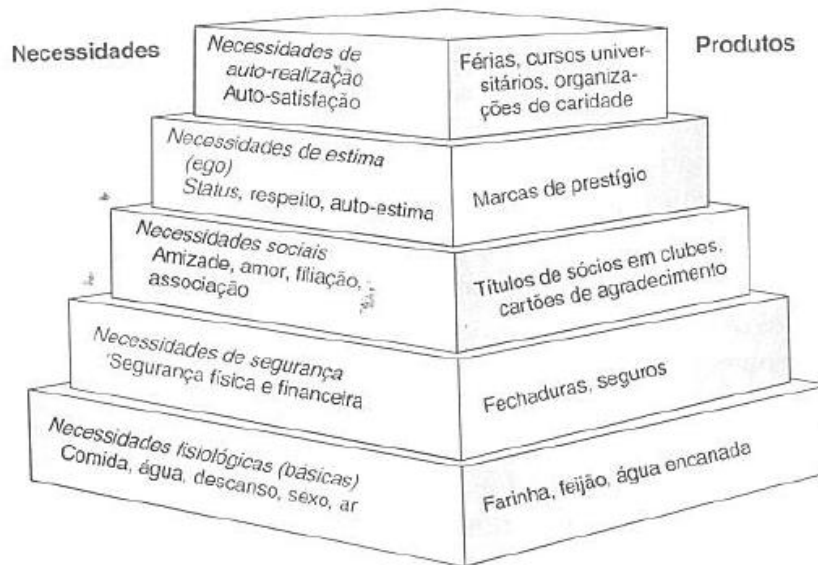 Necessidades
Produtos
Necessidades de
auto-realização
Auto-satisfação
Férias, cursos univer-
sitários, organiza-
ções de caridade
Necessidades de estima
(ego)
Status, respeito, auto-estima
Marcas de prestígio
Necessidades sociais
Amizade, amor, filiação,
associação
Títulos de sócios em clubes,
cartões de agradecimento
Necessidades de segurança
Segurança física e financeira
Fechaduras, seguros
Necessidades fisiológicas (básicas)
Comida, água, descanso, sexo, ar
Farinha, feijão, água encanada